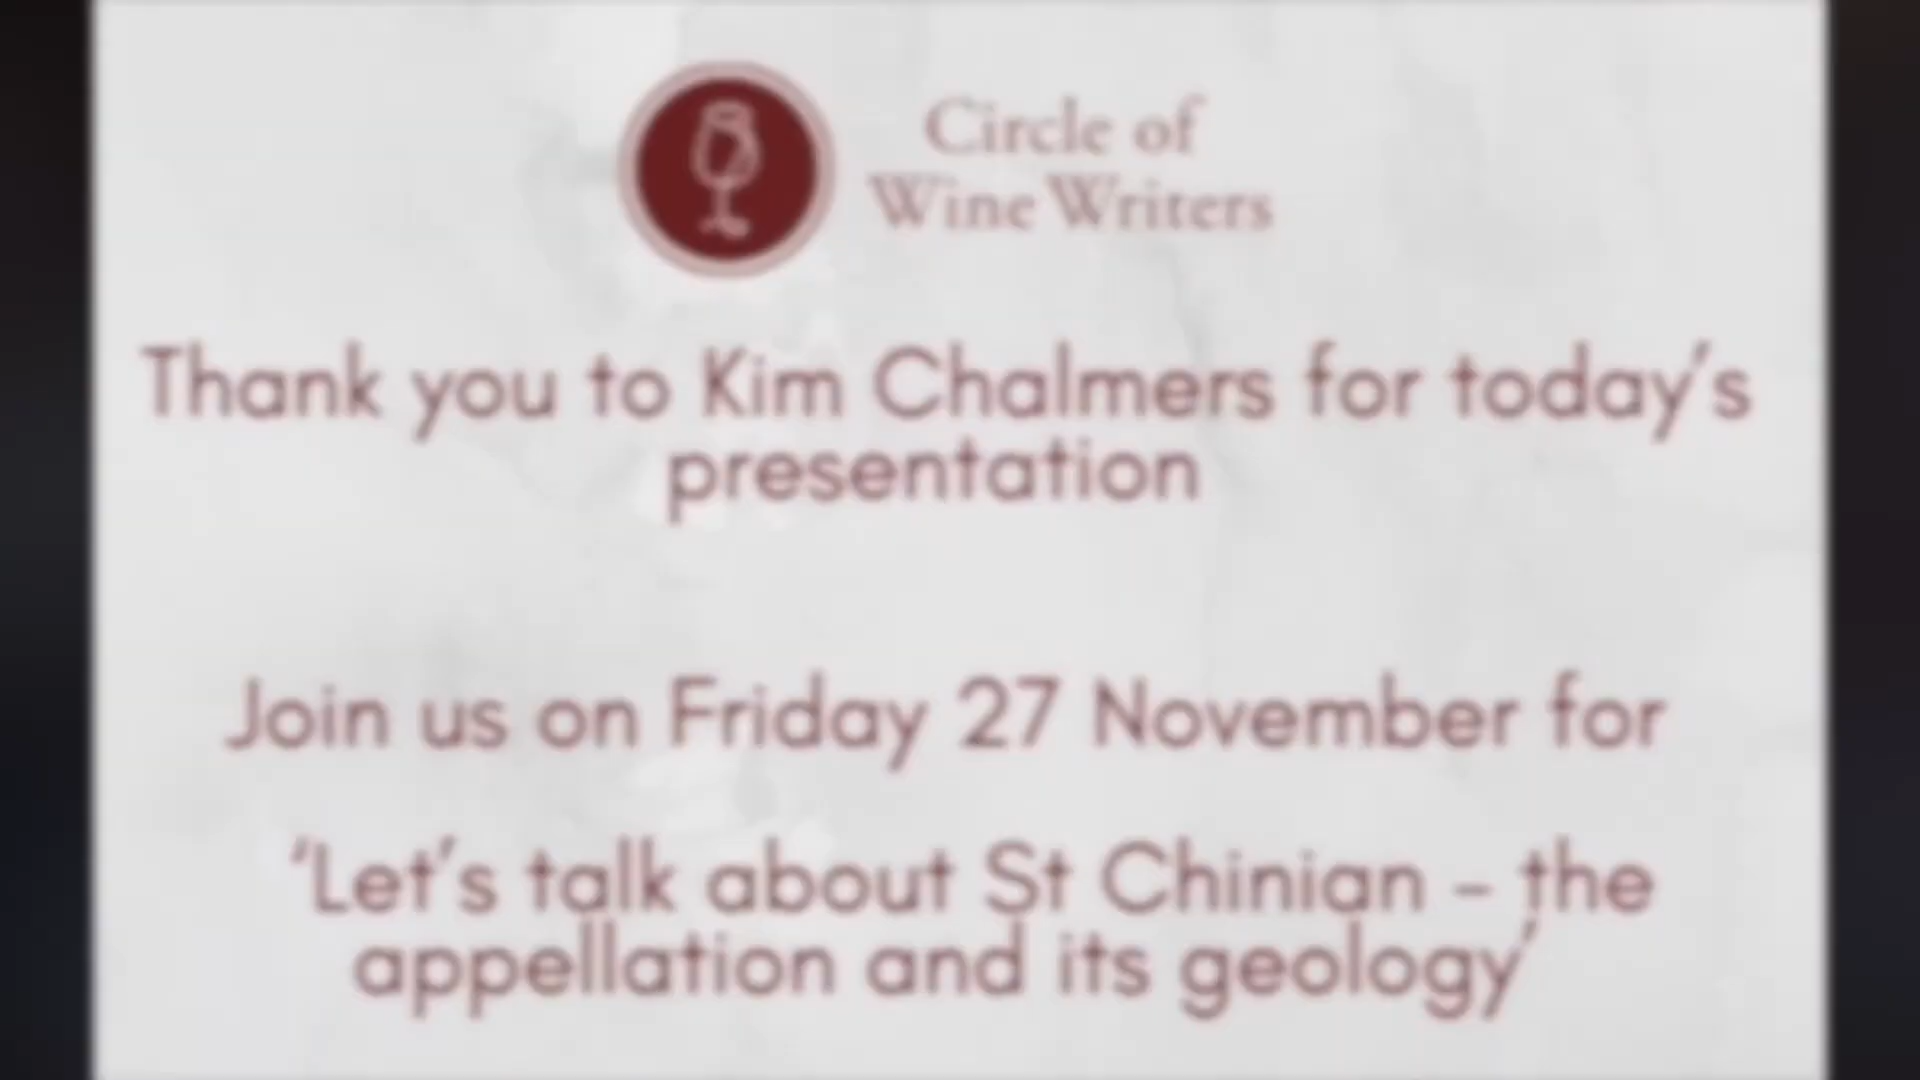 Circle of
Wine Writers
Thank you to Kim Chalmers for today's
presentation
Join us on Friday 27 November for
'Let's talk about St Chinian – the
appellation and its geology'